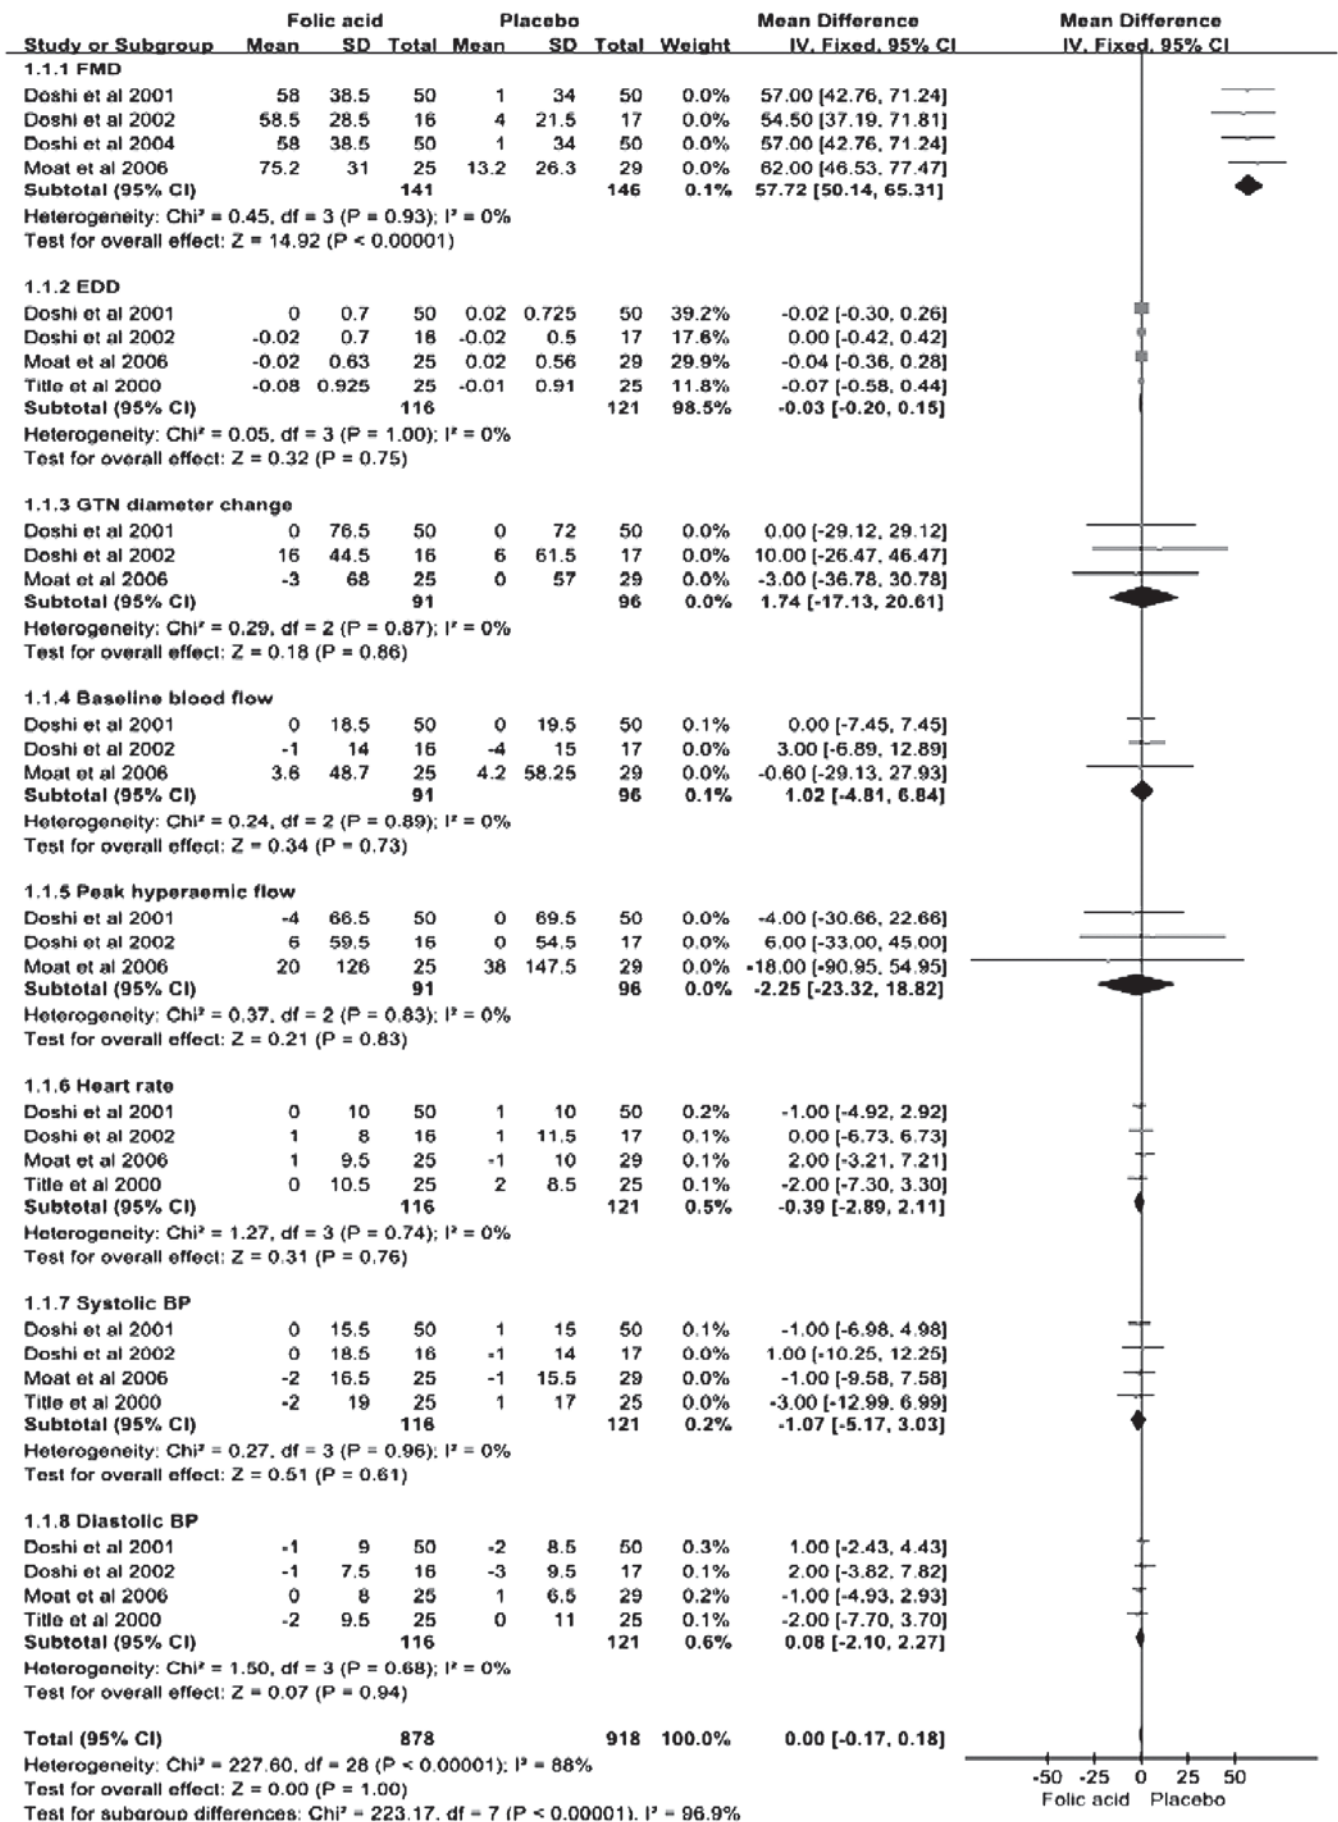 Folic acid Placebo Mean Difference Mean Difference
Study or Subgroup Mean SD Total Mean SD Total Weight IV, Fixed, 95% CI IV, Fixed, 95% CI
1.1.1 FMD
Doshi et al 2001 58 38.5 50 1 34 50 0.0% 57.00 [42.76, 71.24]
Doshi et al 2002 58.5 28.5 16 4 21.5 17 0.0% 54.50 [37.19, 71.81]
Doshi et al 2004 58 38.5 50 1 34 50 0.0% 57.00 [42.76, 71.24]
Moat et al 2006 75.2 31 25 13.2 26.3 29 0.0% 62.00 [46.53, 77.47]
Subtotal (95% CI) 141 146 0.1% 57.72 [50.14, 65.31]
Heterogeneity: Chi² = 0.45, df = 3 (P = 0.93); I² = 0%
Test for overall effect: Z = 14.92 (P < 0.00001)
1.1.2 EDD
Doshi et al 2001 0 0.7 50 0.02 0.725 50 39.2% -0.02 [-0.30, 0.26]
Doshi et al 2002 -0.02 0.7 16 -0.02 0.5 17 17.6% 0.00 [-0.42, 0.42]
Moat et al 2006 -0.02 0.63 25 0.02 0.56 29 29.9% -0.04 [-0.36, 0.28]
Title et al 2000 -0.08 0.925 25 -0.01 0.91 25 11.8% -0.07 [-0.58, 0.44]
Subtotal (95% CI) 116 121 98.5% -0.03 [-0.20, 0.15]
Heterogeneity: Chi² = 0.05, df = 3 (P = 1.00); I² = 0%
Test for overall effect: Z = 0.32 (P = 0.75)
1.1.3 GTN diameter change
Doshi et al 2001 0 76.5 50 0 72 50 0.0% 0.00 [-29.12, 29.12]
Doshi et al 2002 16 44.5 16 6 61.5 17 0.0% 10.00 [-26.47, 46.47]
Moat et al 2006 -3 68 25 0 57 29 0.0% -3.00 [-36.78, 30.78]
Subtotal (95% CI) 91 96 0.0% 1.74 [-17.13, 20.61]
Heterogeneity: Chi² = 0.29, df = 2 (P = 0.87); I² = 0%
Test for overall effect: Z = 0.18 (P = 0.86)
1.1.4 Baseline blood flow
Doshi et al 2001 0 18.5 50 0 19.5 50 0.1% 0.00 [-7.45, 7.45]
Doshi et al 2002 -1 14 16 -4 15 17 0.0% 3.00 [-6.89, 12.89]
Moat et al 2006 3.6 48.7 25 4.2 58.25 29 0.0% -0.60 [-29.13, 27.93]
Subtotal (95% CI) 91 96 0.1% 1.02 [-4.81, 6.84]
Heterogeneity: Chi² = 0.24, df = 2 (P = 0.89); I² = 0%
Test for overall effect: Z = 0.34 (P = 0.73)
1.1.5 Peak hyperaemic flow
Doshi et al 2001 -4 66.5 50 0 69.5 50 0.0% -4.00 [-30.66, 22.66]
Doshi et al 2002 6 59.5 16 0 54.5 17 0.0% 6.00 [-33.00, 45.00]
Moat et al 2006 20 126 25 38 147.5 29 0.0% -18.00 [-90.95, 54.95]
Subtotal (95% CI) 91 96 0.0% -2.25 [-23.32, 18.82]
Heterogeneity: Chi² = 0.37, df = 2 (P = 0.83); I² = 0%
Test for overall effect: Z = 0.21 (P = 0.83)
1.1.6 Heart rate
Doshi et al 2001 0 10 50 1 10 50 0.2% -1.00 [-4.92, 2.92]
Doshi et al 2002 1 8 16 1 11.5 17 0.1% 0.00 [-6.73, 6.73]
Moat et al 2006 1 9.5 25 -1 10 29 0.1% 2.00 [-3.21, 7.21]
Title et al 2000 0 10.5 25 2 8.5 25 0.1% -2.00 [-7.30, 3.30]
Subtotal (95% CI) 116 121 0.5% -0.39 [-2.89, 2.11]
Heterogeneity: Chi² = 1.27, df = 3 (P = 0.74); I² = 0%
Test for overall effect: Z = 0.31 (P = 0.76)
1.1.7 Systolic BP
Doshi et al 2001 0 15.5 50 1 15 50 0.1% -1.00 [-6.98, 4.98]
Doshi et al 2002 0 18.5 16 -1 14 17 0.0% 1.00 [-10.25, 12.25]
Moat et al 2006 -2 16.5 25 -1 15.5 29 0.0% -1.00 [-9.58, 7.58]
Title et al 2000 -2 19 25 1 17 25 0.0% -3.00 [-12.99, 6.99]
Subtotal (95% CI) 116 121 0.2% -1.07 [-5.17, 3.03]
Heterogeneity: Chi² = 0.27, df = 3 (P = 0.96); I² = 0%
Test for overall effect: Z = 0.51 (P = 0.61)
1.1.8 Diastolic BP
Doshi et al 2001 -1 9 50 -2 8.5 50 0.3% 1.00 [-2.43, 4.43]
Doshi et al 2002 -1 7.5 16 -3 9.5 17 0.1% 2.00 [-3.82, 7.82]
Moat et al 2006 0 8 25 1 6.5 29 0.2% -1.00 [-4.93, 2.93]
Title et al 2000 -2 9.5 25 0 11 25 0.1% -2.00 [-7.70, 3.70]
Subtotal (95% CI) 116 121 0.6% 0.08 [-2.10, 2.27]
Heterogeneity: Chi² = 1.50, df = 3 (P = 0.68); I² = 0%
Test for overall effect: Z = 0.07 (P = 0.94)
Total (95% CI) 878 918 100.0% 0.00 [-0.17, 0.18]
Heterogeneity: Chi² = 227.60, df = 28 (P < 0.00001); I² = 88%
Test for overall effect: Z = 0.00 (P = 1.00)
Test for subgroup differences: Chi² = 223.17, df = 7 (P < 0.00001), I² = 96.9%
-50 -25 0 25 50
Folic acid Placebo